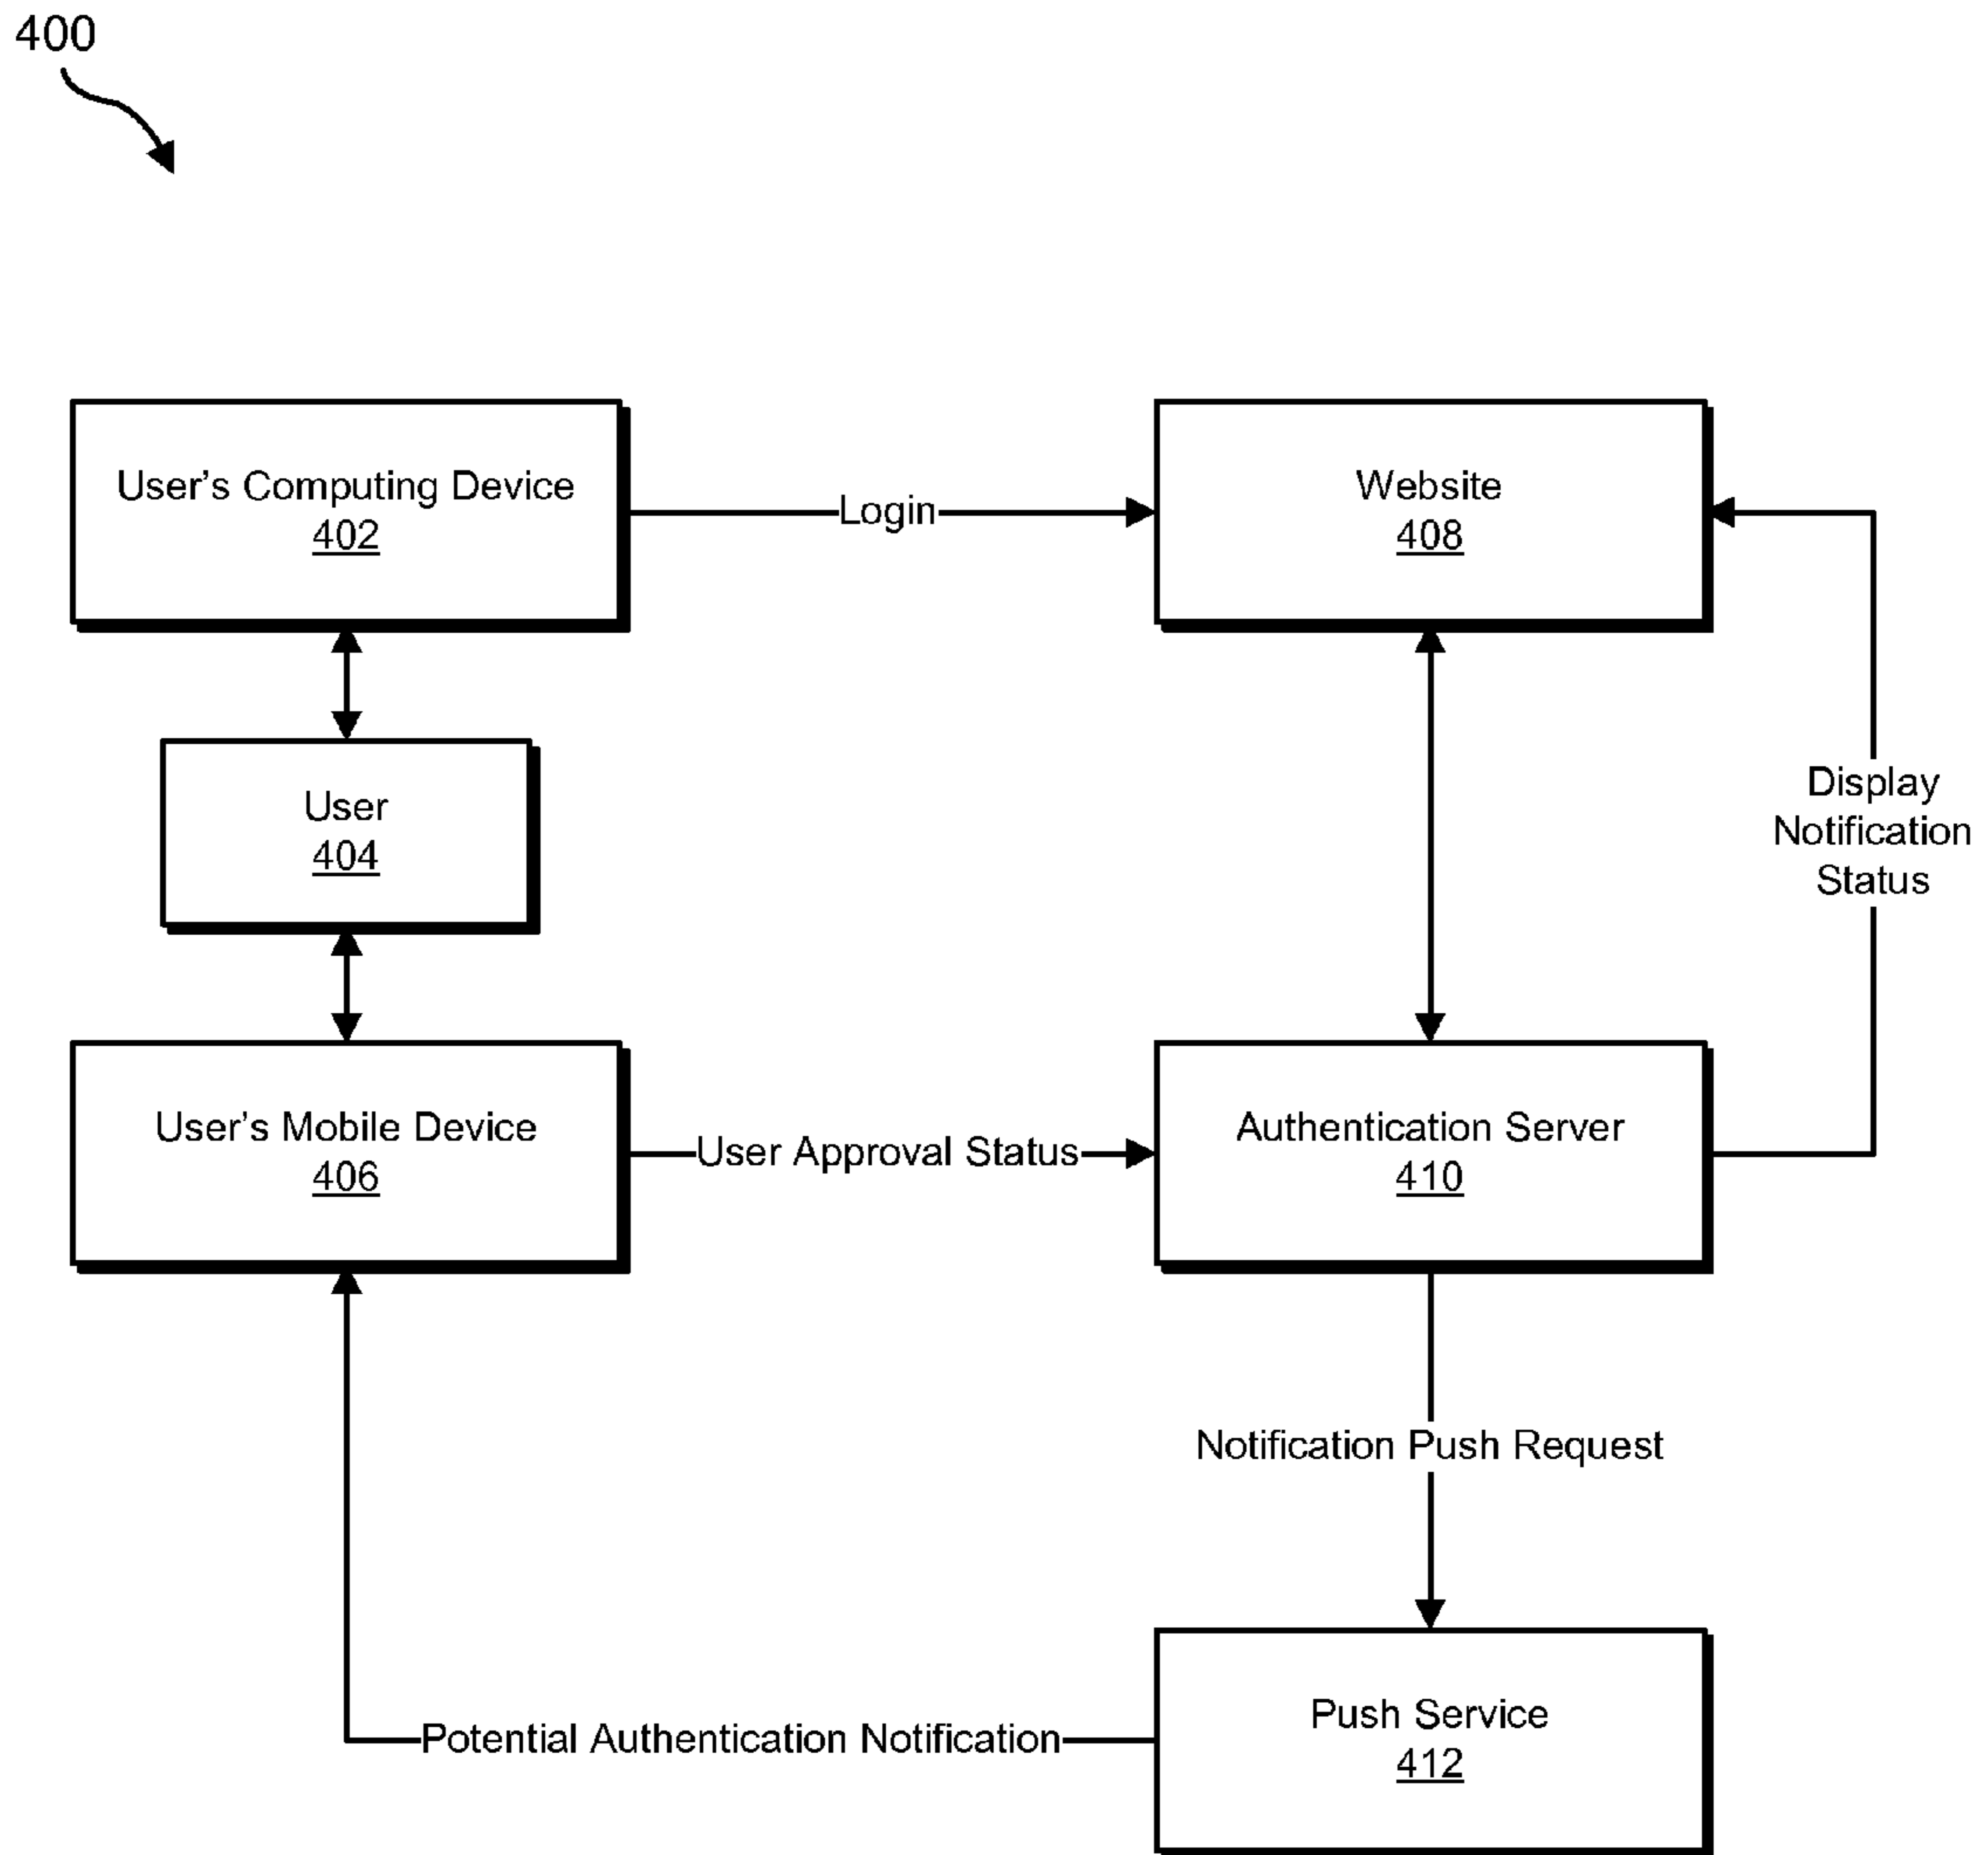 400
User's Computing Device
402
Login
Website
408
User
404
Display
Notification
Status
User's Mobile Device
406
User Approval Status
Authentication Server
410
Notification Push Request
Potential Authentication Notification
Push Service
412